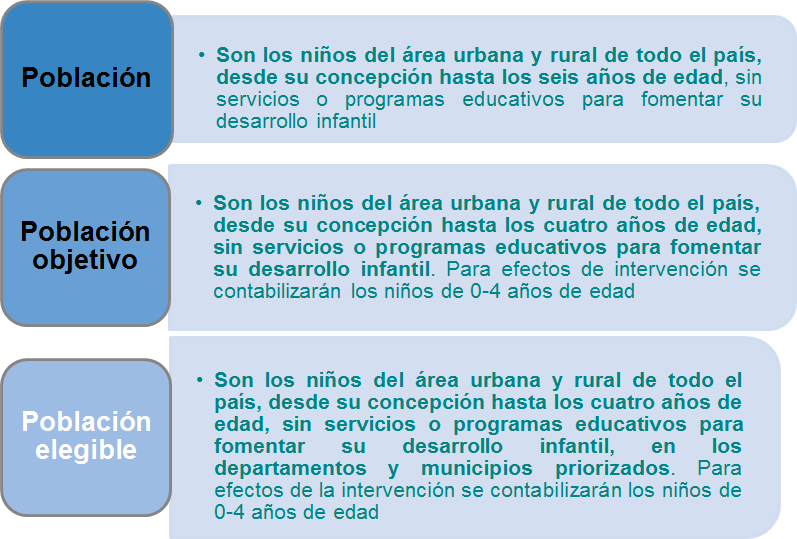 Población
• Son los niños del área urbana y rural de todo el país,
desde su concepción hasta los seis años de edad, sin
servicios o programas educativos para fomentar su
desarrollo infantil
Población
objetivo
• Son los niños del área urbana y rural de todo el país,
desde su concepción hasta los cuatro años de edad,
sin servicios o programas educativos para fomentar
su desarrollo infantil. Para efectos de intervención se
contabilizarán los niños de 0-4 años de edad
Población
elegible
• Son los niños del área urbana y rural de todo el
país, desde su concepción hasta los cuatro años de
edad, sin servicios o programas educativos para
fomentar su desarrollo infantil, en los
departamentos y municipios priorizados. Para
efectos de la intervención se contabilizarán los niños de
0-4 años de edad